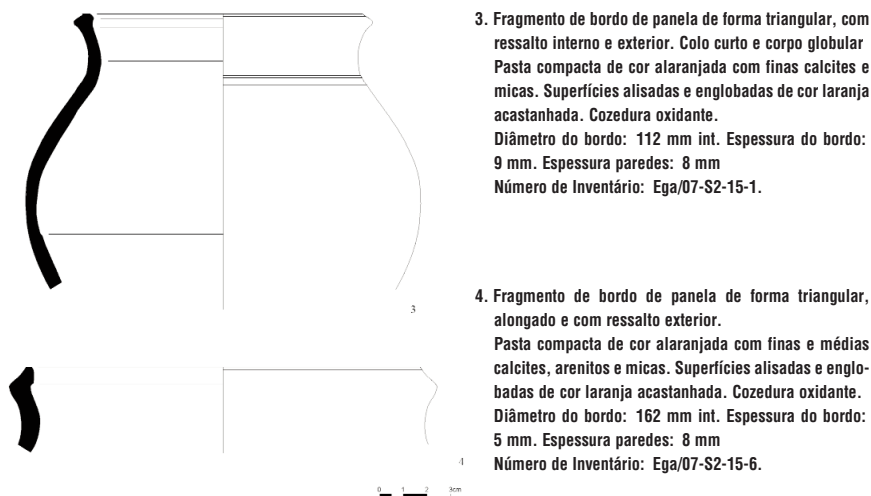 3. Fragmento de bordo de panela de forma triangular, com
ressalto interno e exterior. Colo curto e corpo globular
Pasta compacta de cor alaranjada com finas calcites e
micas. Superfícies alisadas e englobadas de cor laranja
acastanhada. Cozedura oxidante.
Diâmetro do bordo: 112 mm int. Espessura do bordo:
9 mm. Espessura paredes: 8 mm
Número de Inventário: Ega/07-S2-15-1.
3
4. Fragmento de bordo de panela de forma triangular,
alongado e com ressalto exterior.
Pasta compacta de cor alaranjada com finas e médias
calcites, arenitos e micas. Superfícies alisadas e englo-
badas de cor laranja acastanhada. Cozedura oxidante.
Diâmetro do bordo: 162 mm int. Espessura do bordo:
5 mm. Espessura paredes: 8 mm
Número de Inventário: Ega/07-S2-15-6.
4
0 1 2 3cm